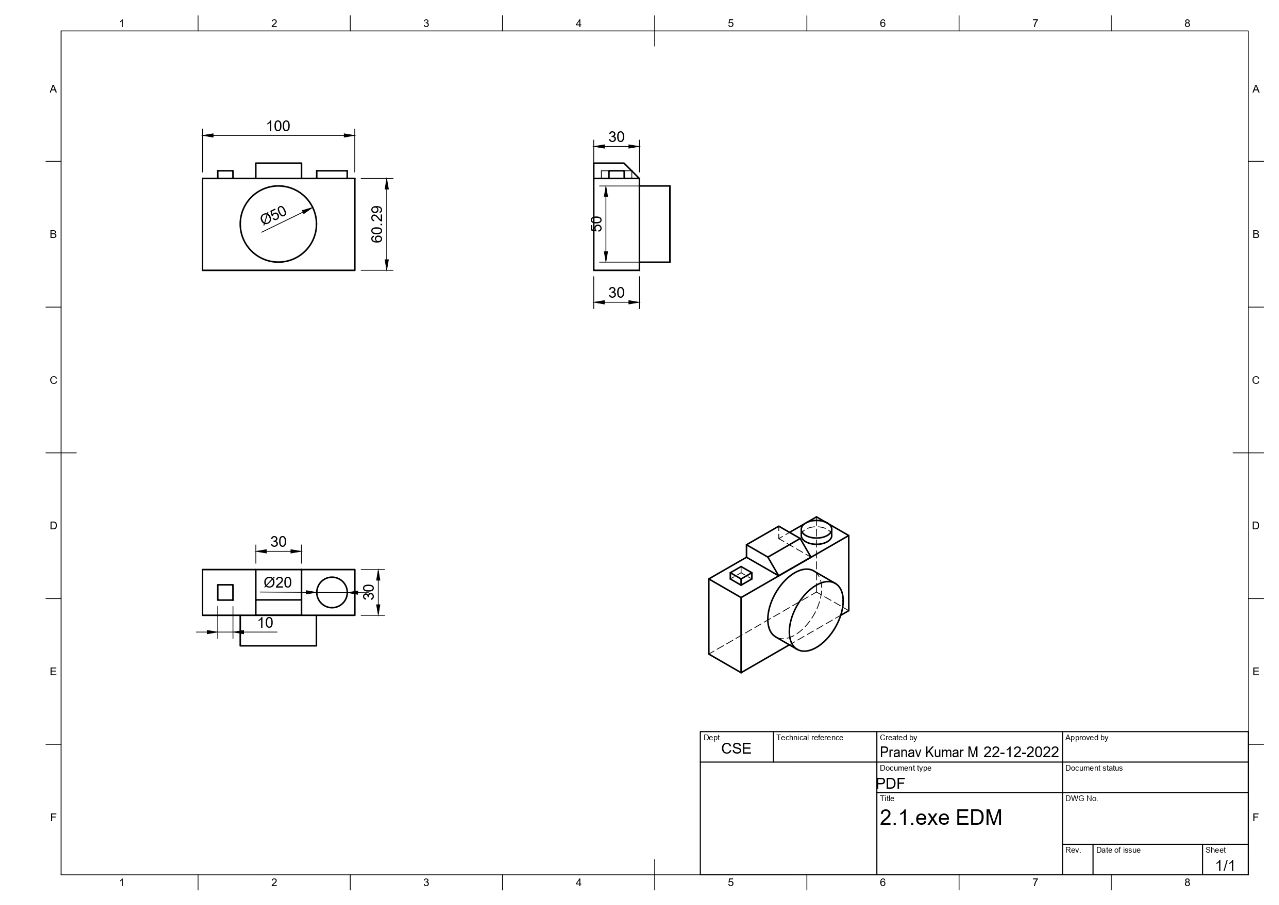 1 2 3 4 5 6 7 8
A A
100
30
Ø50
60.29
50
B B
30
C C
D D
30
Ø20
30
10
E E
Dept.
CSE
Technical reference
Created by
Pranav Kumar M 22-12-2022
Approved by
Document type
PDF
Document status
Title
2.1.exe EDM
DWG No.
F F
Rev.
Date of issue
Sheet
1/1
1 2 3 4 5 6 7 8